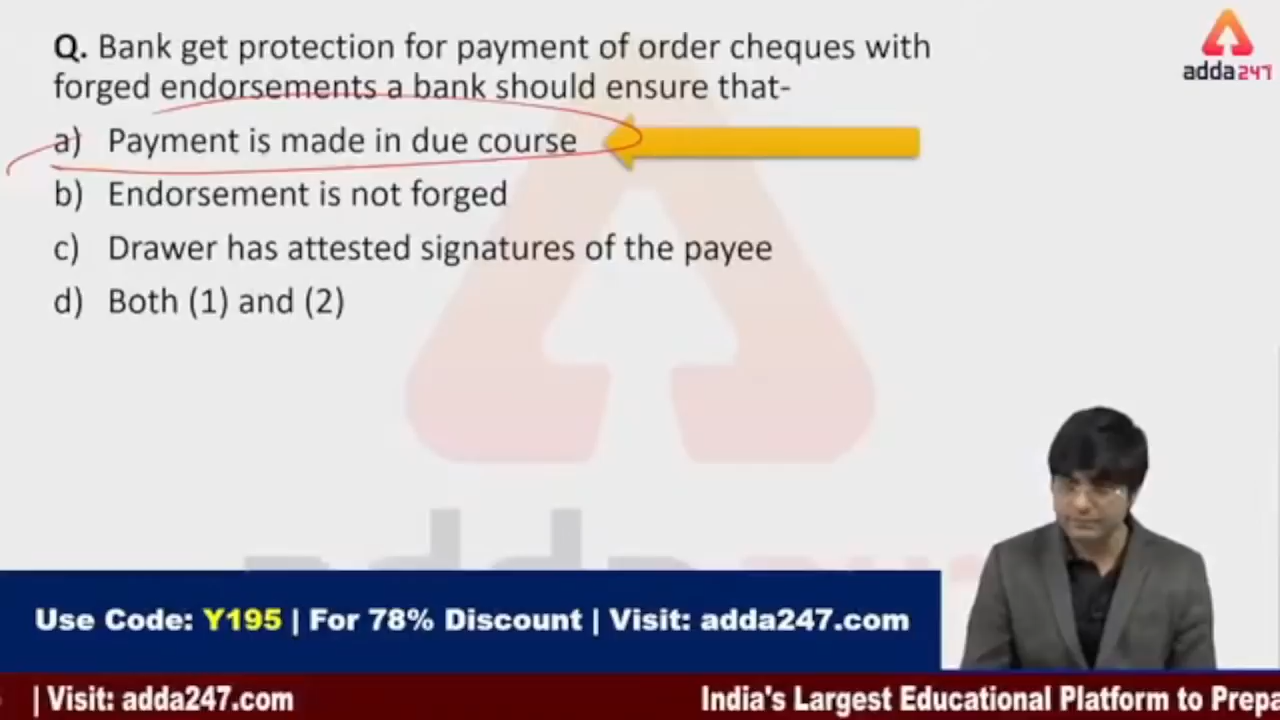 Q. Bank get protection for payment of order cheques with
forged endorsements a bank should ensure that-
a) Payment is made in due course
b) Endorsement is not forged
c) Drawer has attested signatures of the payee
d) Both (1) and (2)
adda247
Use Code: Y195 | For 78% Discount | Visit: adda247.com
| Visit: adda247.com
India's Largest Educational Platform to Prepa